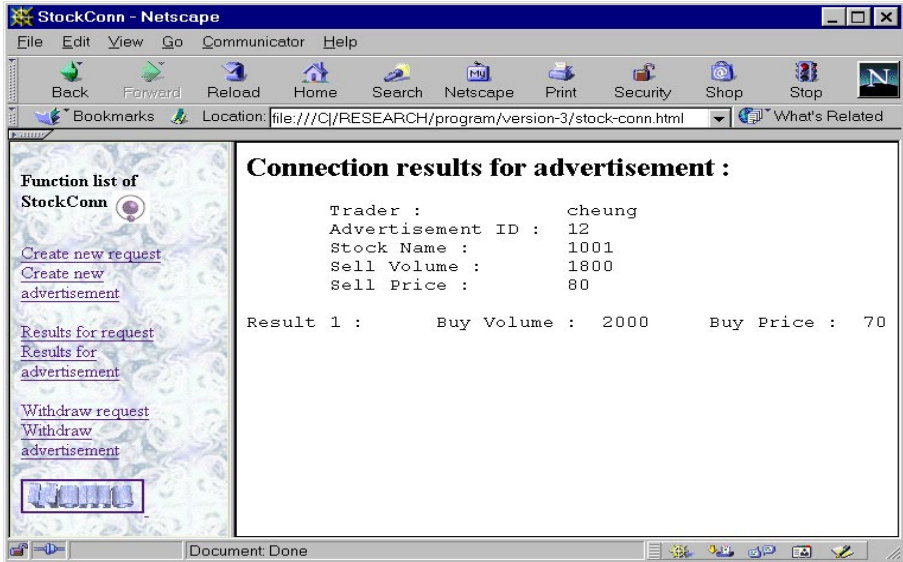 StockConn - Netscape
File Edit View Go Communicator Help
Back Forward Reload Home Search Netscape Print Security Shop Stop
My
N
Bookmarks Location: file:///C|/RESEARCH/program/version-3/stock-conn.html What's Related
Function list of
StockConn
Create new request
Create new
advertisement
Results for request
Results for
advertisement
Withdraw request
Withdraw
advertisement
Connection results for advertisement :
Trader : cheung
Advertisement ID : 12
Stock Name : 1001
Sell Volume : 1800
Sell Price : 80
Result 1 : Buy Volume : 2000 Buy Price : 70
Document: Done